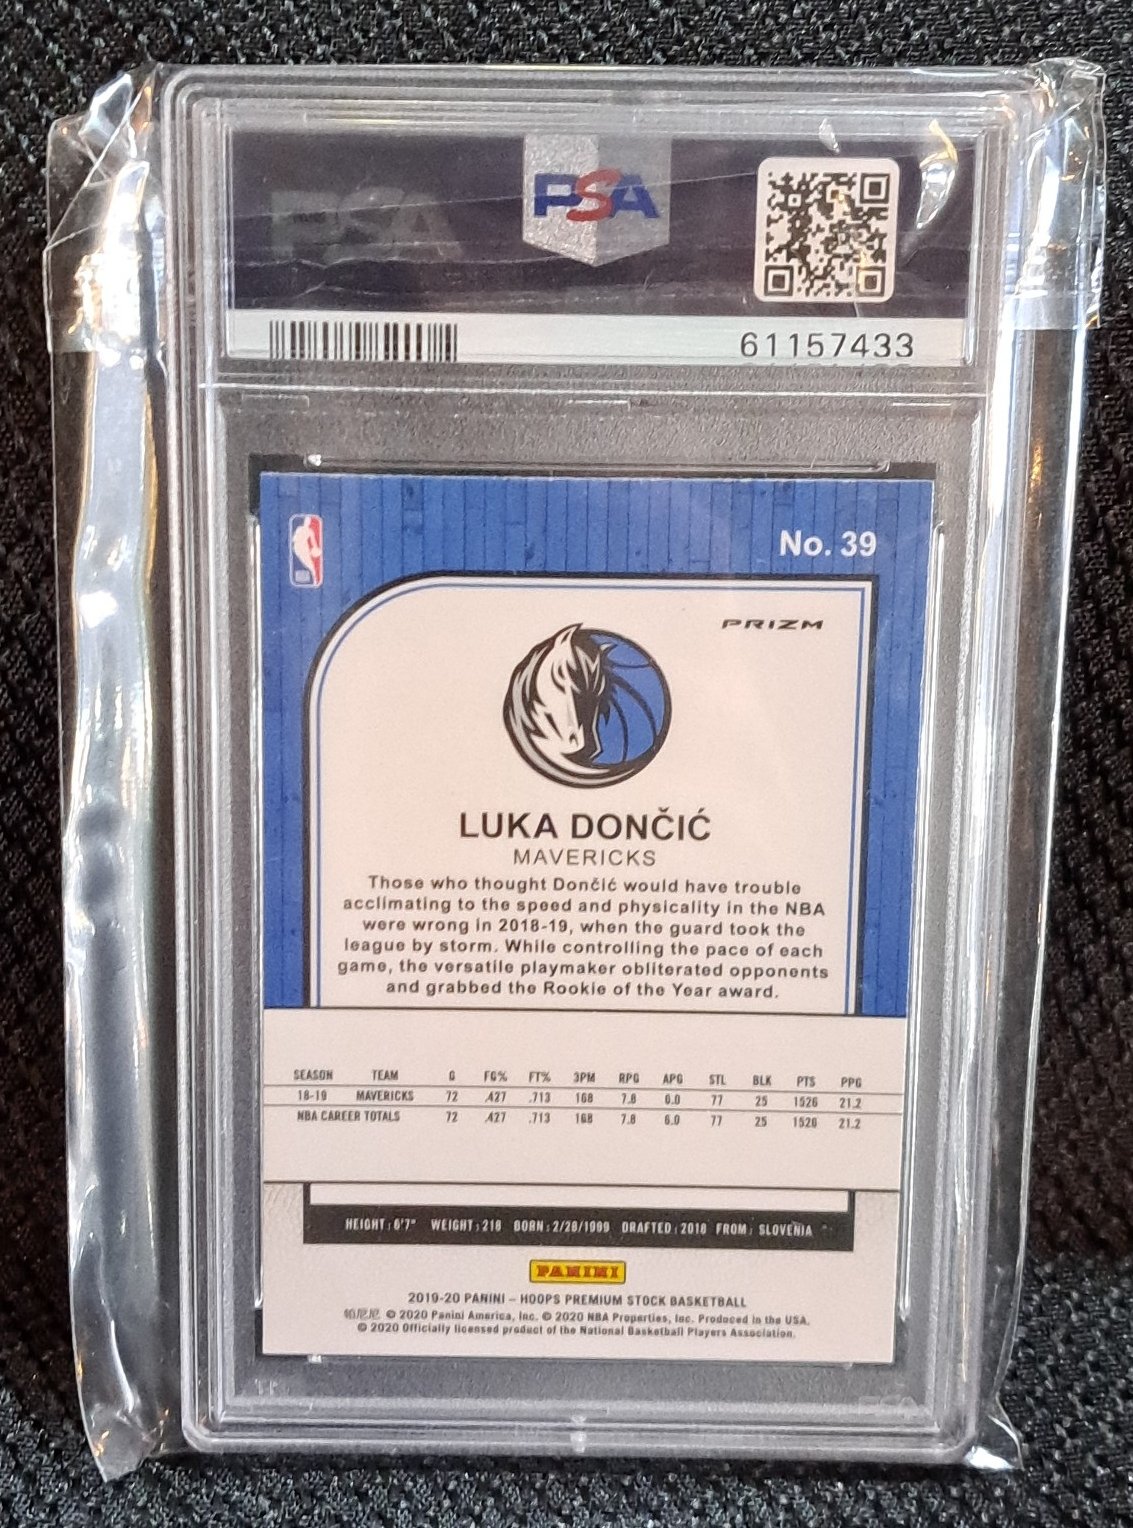 PSA
PSA
61157433
No. 39
PRIZM
LUKA DONČIĆ
MAVERICKS
Those who thought Dončić would have trouble
acclimating to the speed and physicality in the NBA
were wrong in 2018-19, when the guard took the
league by storm. While controlling the pace of each
game, the versatile playmaker obliterated opponents
and grabbed the Rookie of the Year award.
SEASON TEAM G FG% FT% 3PM RPG APG STL BLK PTS PPG
18-19 MAVERICKS 72 .427 .713 168 7.8 6.0 77 25 1526 21.2
NBA CAREER TOTALS 72 .427 .713 168 7.8 6.0 77 25 1526 21.2
HEIGHT: 6'7" WEIGHT: 218 BORN: 2/28/1999 DRAFTED: 2018 FROM: SLOVENIA
PANINI
2019-20 PANINI – HOOPS PREMIUM STOCK BASKETBALL
帕尼尼 © 2020 Panini America, Inc. © 2020 NBA Properties, Inc. Produced in the USA.
© 2020 Officially licensed product of the National Basketball Players Association.